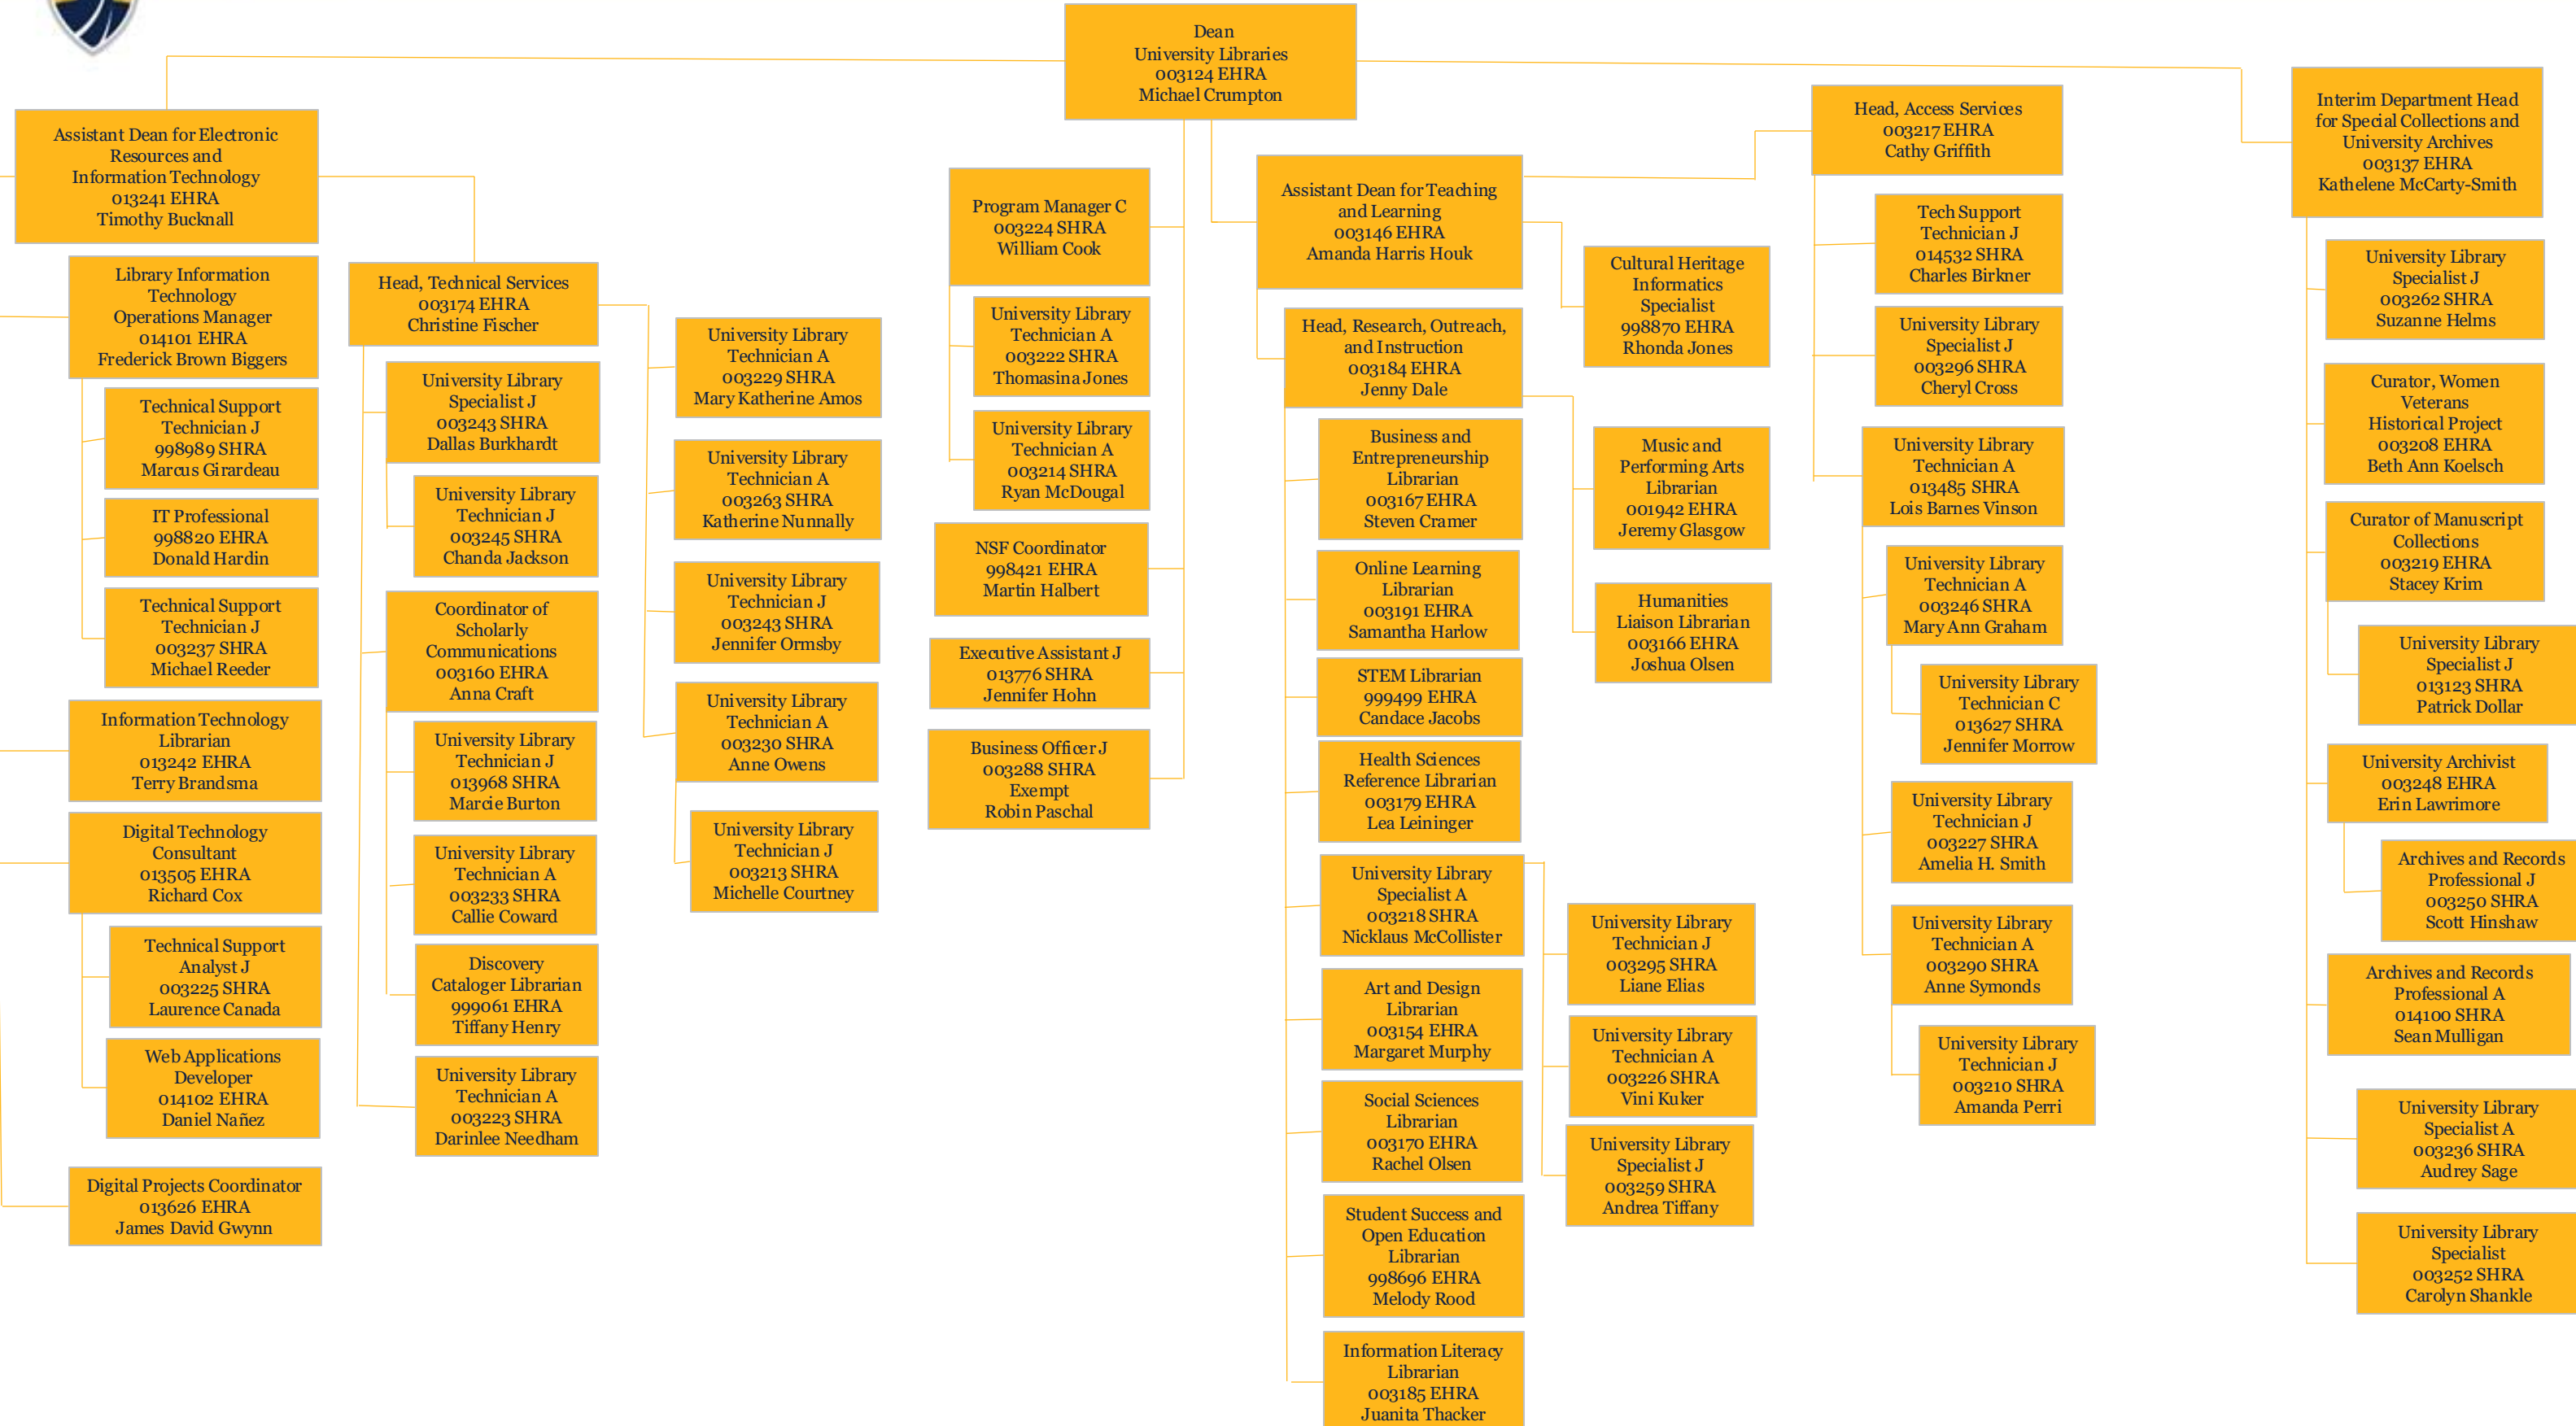 Dean
University Libraries
003124 EHRA
Michael Crumpton
Assistant Dean for Electronic
Resources and
Information Technology
013241 EHRA
Timothy Bucknall
Library Information
Technology
Operations Manager
014101 EHRA
Frederick Brown Biggers
Technical Support
Technician J
998989 SHRA
Marcus Girardeau
IT Professional
998820 EHRA
Donald Hardin
Technical Support
Technician J
003237 SHRA
Michael Reeder
Information Technology
Librarian
013242 EHRA
Terry Brandsma
Digital Technology
Consultant
013505 EHRA
Richard Cox
Technical Support
Analyst J
003225 SHRA
Laurence Canada
Web Applications
Developer
014102 EHRA
Daniel Nañez
Digital Projects Coordinator
013626 EHRA
James David Gwynn
Head, Technical Services
003174 EHRA
Christine Fischer
University Library
Specialist J
003243 SHRA
Dallas Burkhardt
University Library
Technician J
003245 SHRA
Chanda Jackson
Coordinator of
Scholarly
Communications
003160 EHRA
Anna Craft
University Library
Technician J
013968 SHRA
Marcie Burton
University Library
Technician A
003233 SHRA
Callie Coward
Discovery
Cataloger Librarian
999061 EHRA
Tiffany Henry
University Library
Technician A
003223 SHRA
Darinlee Needham
University Library
Technician A
003229 SHRA
Mary Katherine Amos
University Library
Technician A
003263 SHRA
Katherine Nunnally
University Library
Technician J
003243 SHRA
Jennifer Ormsby
University Library
Technician A
003230 SHRA
Anne Owens
University Library
Technician J
003213 SHRA
Michelle Courtney
Program Manager C
003224 SHRA
William Cook
University Library
Technician A
003222 SHRA
Thomasina Jones
University Library
Technician A
003214 SHRA
Ryan McDougal
NSF Coordinator
998421 EHRA
Martin Halbert
Executive Assistant J
013776 SHRA
Jennifer Hohn
Business Officer J
003288 SHRA
Exempt
Robin Paschal
Assistant Dean for Teaching
and Learning
003146 EHRA
Amanda Harris Houk
Head, Research, Outreach,
and Instruction
003184 EHRA
Jenny Dale
Business and
Entrepreneurship
Librarian
003167 EHRA
Steven Cramer
Online Learning
Librarian
003191 EHRA
Samantha Harlow
STEM Librarian
999499 EHRA
Candace Jacobs
Health Sciences
Reference Librarian
003179 EHRA
Lea Leininger
University Library
Specialist A
003218 SHRA
Nicklaus McCollister
Art and Design
Librarian
003154 EHRA
Margaret Murphy
Social Sciences
Librarian
003170 EHRA
Rachel Olsen
Student Success and
Open Education
Librarian
998696 EHRA
Melody Rood
Information Literacy
Librarian
003185 EHRA
Juanita Thacker
Cultural Heritage
Informatics
Specialist
998870 EHRA
Rhonda Jones
Music and
Performing Arts
Librarian
001942 EHRA
Jeremy Glasgow
Humanities
Liaison Librarian
003166 EHRA
Joshua Olsen
University Library
Technician J
003295 SHRA
Liane Elias
University Library
Technician A
003226 SHRA
Vini Kuker
University Library
Specialist J
003259 SHRA
Andrea Tiffany
Head, Access Services
003217 EHRA
Cathy Griffith
Tech Support
Technician J
014532 SHRA
Charles Birkner
University Library
Specialist J
003296 SHRA
Cheryl Cross
University Library
Technician A
013485 SHRA
Lois Barnes Vinson
University Library
Technician A
003246 SHRA
Mary Ann Graham
University Library
Technician C
013627 SHRA
Jennifer Morrow
University Library
Technician J
003227 SHRA
Amelia H. Smith
University Library
Technician A
003290 SHRA
Anne Symonds
University Library
Technician J
003210 SHRA
Amanda Perri
Interim Department Head
for Special Collections and
University Archives
003137 EHRA
Kathelene McCarty-Smith
University Library
Specialist J
003262 SHRA
Suzanne Helms
Curator, Women
Veterans
Historical Project
003208 EHRA
Beth Ann Koelsch
Curator of Manuscript
Collections
003219 EHRA
Stacey Krim
University Library
Specialist J
013123 SHRA
Patrick Dollar
University Archivist
003248 EHRA
Erin Lawrimore
Archives and Records
Professional J
003250 SHRA
Scott Hinshaw
Archives and Records
Professional A
014100 SHRA
Sean Mulligan
University Library
Specialist A
003236 SHRA
Audrey Sage
University Library
Specialist
003252 SHRA
Carolyn Shankle